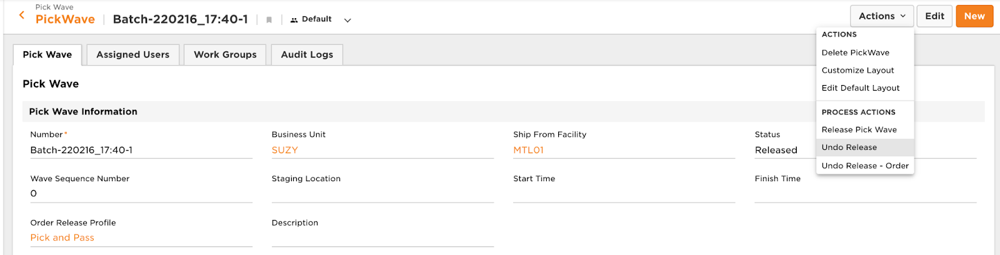 Pick Wave
PickWave Batch-220216_17:40-1 Default
Actions Edit New
ACTIONS
Delete PickWave
Customize Layout
Edit Default Layout
PROCESS ACTIONS
Release Pick Wave
Undo Release
Undo Release - Order
Pick Wave Assigned Users Work Groups Audit Logs
Pick Wave
Pick Wave Information
Number* Business Unit Ship From Facility Status
Batch-220216_17:40-1 SUZY MTL01 Released
Wave Sequence Number Staging Location Start Time Finish Time
0
Order Release Profile Description
Pick and Pass